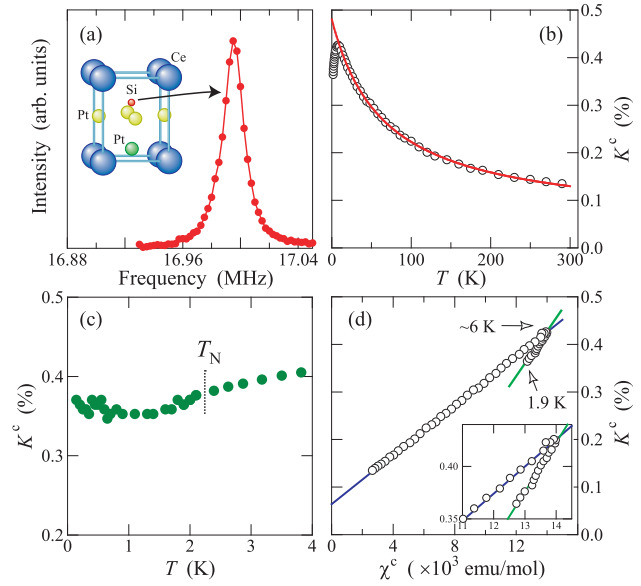 (a)
Ce
Si
Pt
Pt
Intensity (arb. units)
16.88
16.96
17.04
Frequency (MHz)
(b)
0.5
0.4
0.3
0.2
0.1
0.0
K^c (%)
0
100
200
300
T (K)
(c)
T_N
0.5
0.4
0.3
0.2
K^c (%)
0
1
2
3
4
T (K)
(d)
~6 K
1.9 K
0.5
0.4
0.3
0.2
0.1
0.0
K^c (%)
0.40
0.35
11
12
13
14
0
4
8
12
χ^c (×10^3 emu/mol)